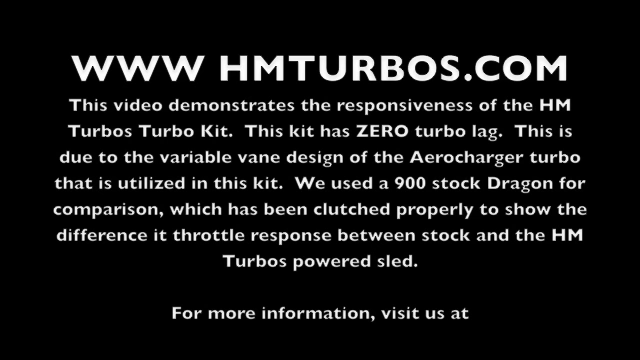 WWW HMTURBOS.COM
This video demonstrates the responsiveness of the HM
Turbos Turbo Kit.  This kit has ZERO turbo lag.  This is
due to the variable vane design of the Aerocharger turbo
that is utilized in this kit.  We used a 900 stock Dragon for
comparison, which has been clutched properly to show the
difference it throttle response between stock and the HM
Turbos powered sled.
For more information, visit us at